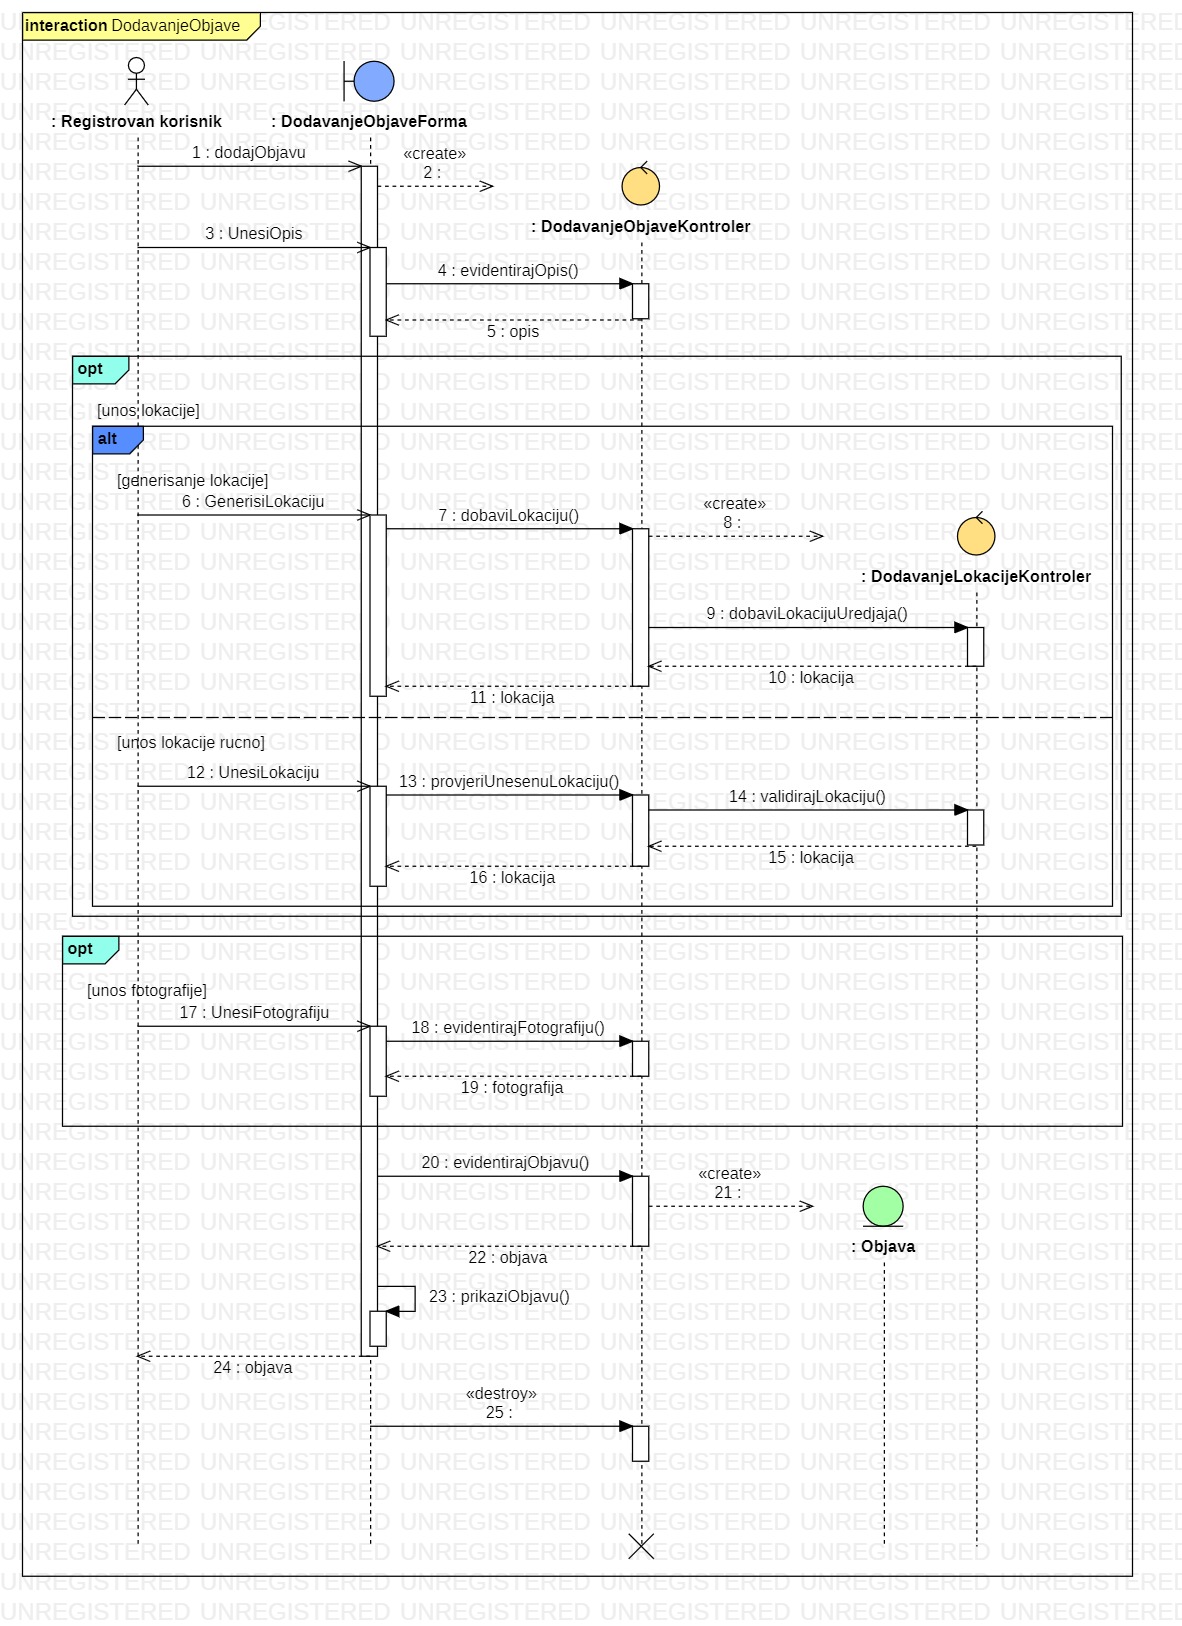 interaction DodavanjeObjave
: Registrovan korisnik
: DodavanjeObjaveForma
1 : dodajObjavu
«create»
2 :
: DodavanjeObjaveKontroler
3 : UnesiOpis
4 : evidentirajOpis()
5 : opis
opt
[unos lokacije]
alt
[generisanje lokacije]
6 : GenerisiLokaciju
7 : dobaviLokaciju()
«create»
8 :
: DodavanjeLokacijeKontroler
9 : dobaviLokacijuUredjaja()
10 : lokacija
11 : lokacija
[unos lokacije rucno]
12 : UnesiLokaciju
13 : provjeriUnesenuLokaciju()
14 : validirajLokaciju()
15 : lokacija
16 : lokacija
opt
[unos fotografije]
17 : UnesiFotografiju
18 : evidentirajFotografiju()
19 : fotografija
20 : evidentirajObjavu()
«create»
21 :
: Objava
22 : objava
23 : prikaziObjavu()
24 : objava
«destroy»
25 :
UNREGISTERED UNREGISTERED UNREGISTERED UNREGISTERED UNREGISTERED UNREGISTERED